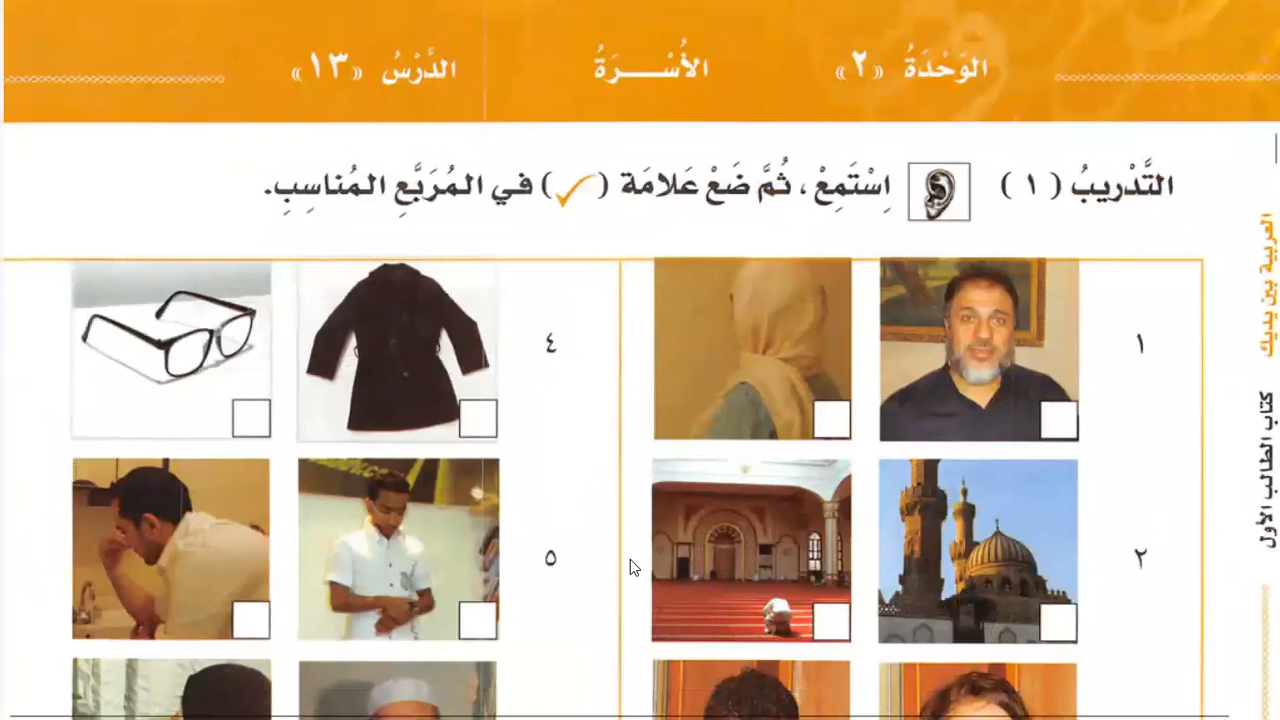 الوَحْدَةُ «٢»
الأُسْـــرَةُ
الدَّرْسُ «١٣»
التَّدْرِيبُ ( ١ ) اِسْتَمِعْ، ثُمَّ ضَعْ عَلامَة (✓) في المُرَبَّعِ المُناسِبِ.
١
٤
٢
٥
العربية بين يديك
كتاب الطالب الأول